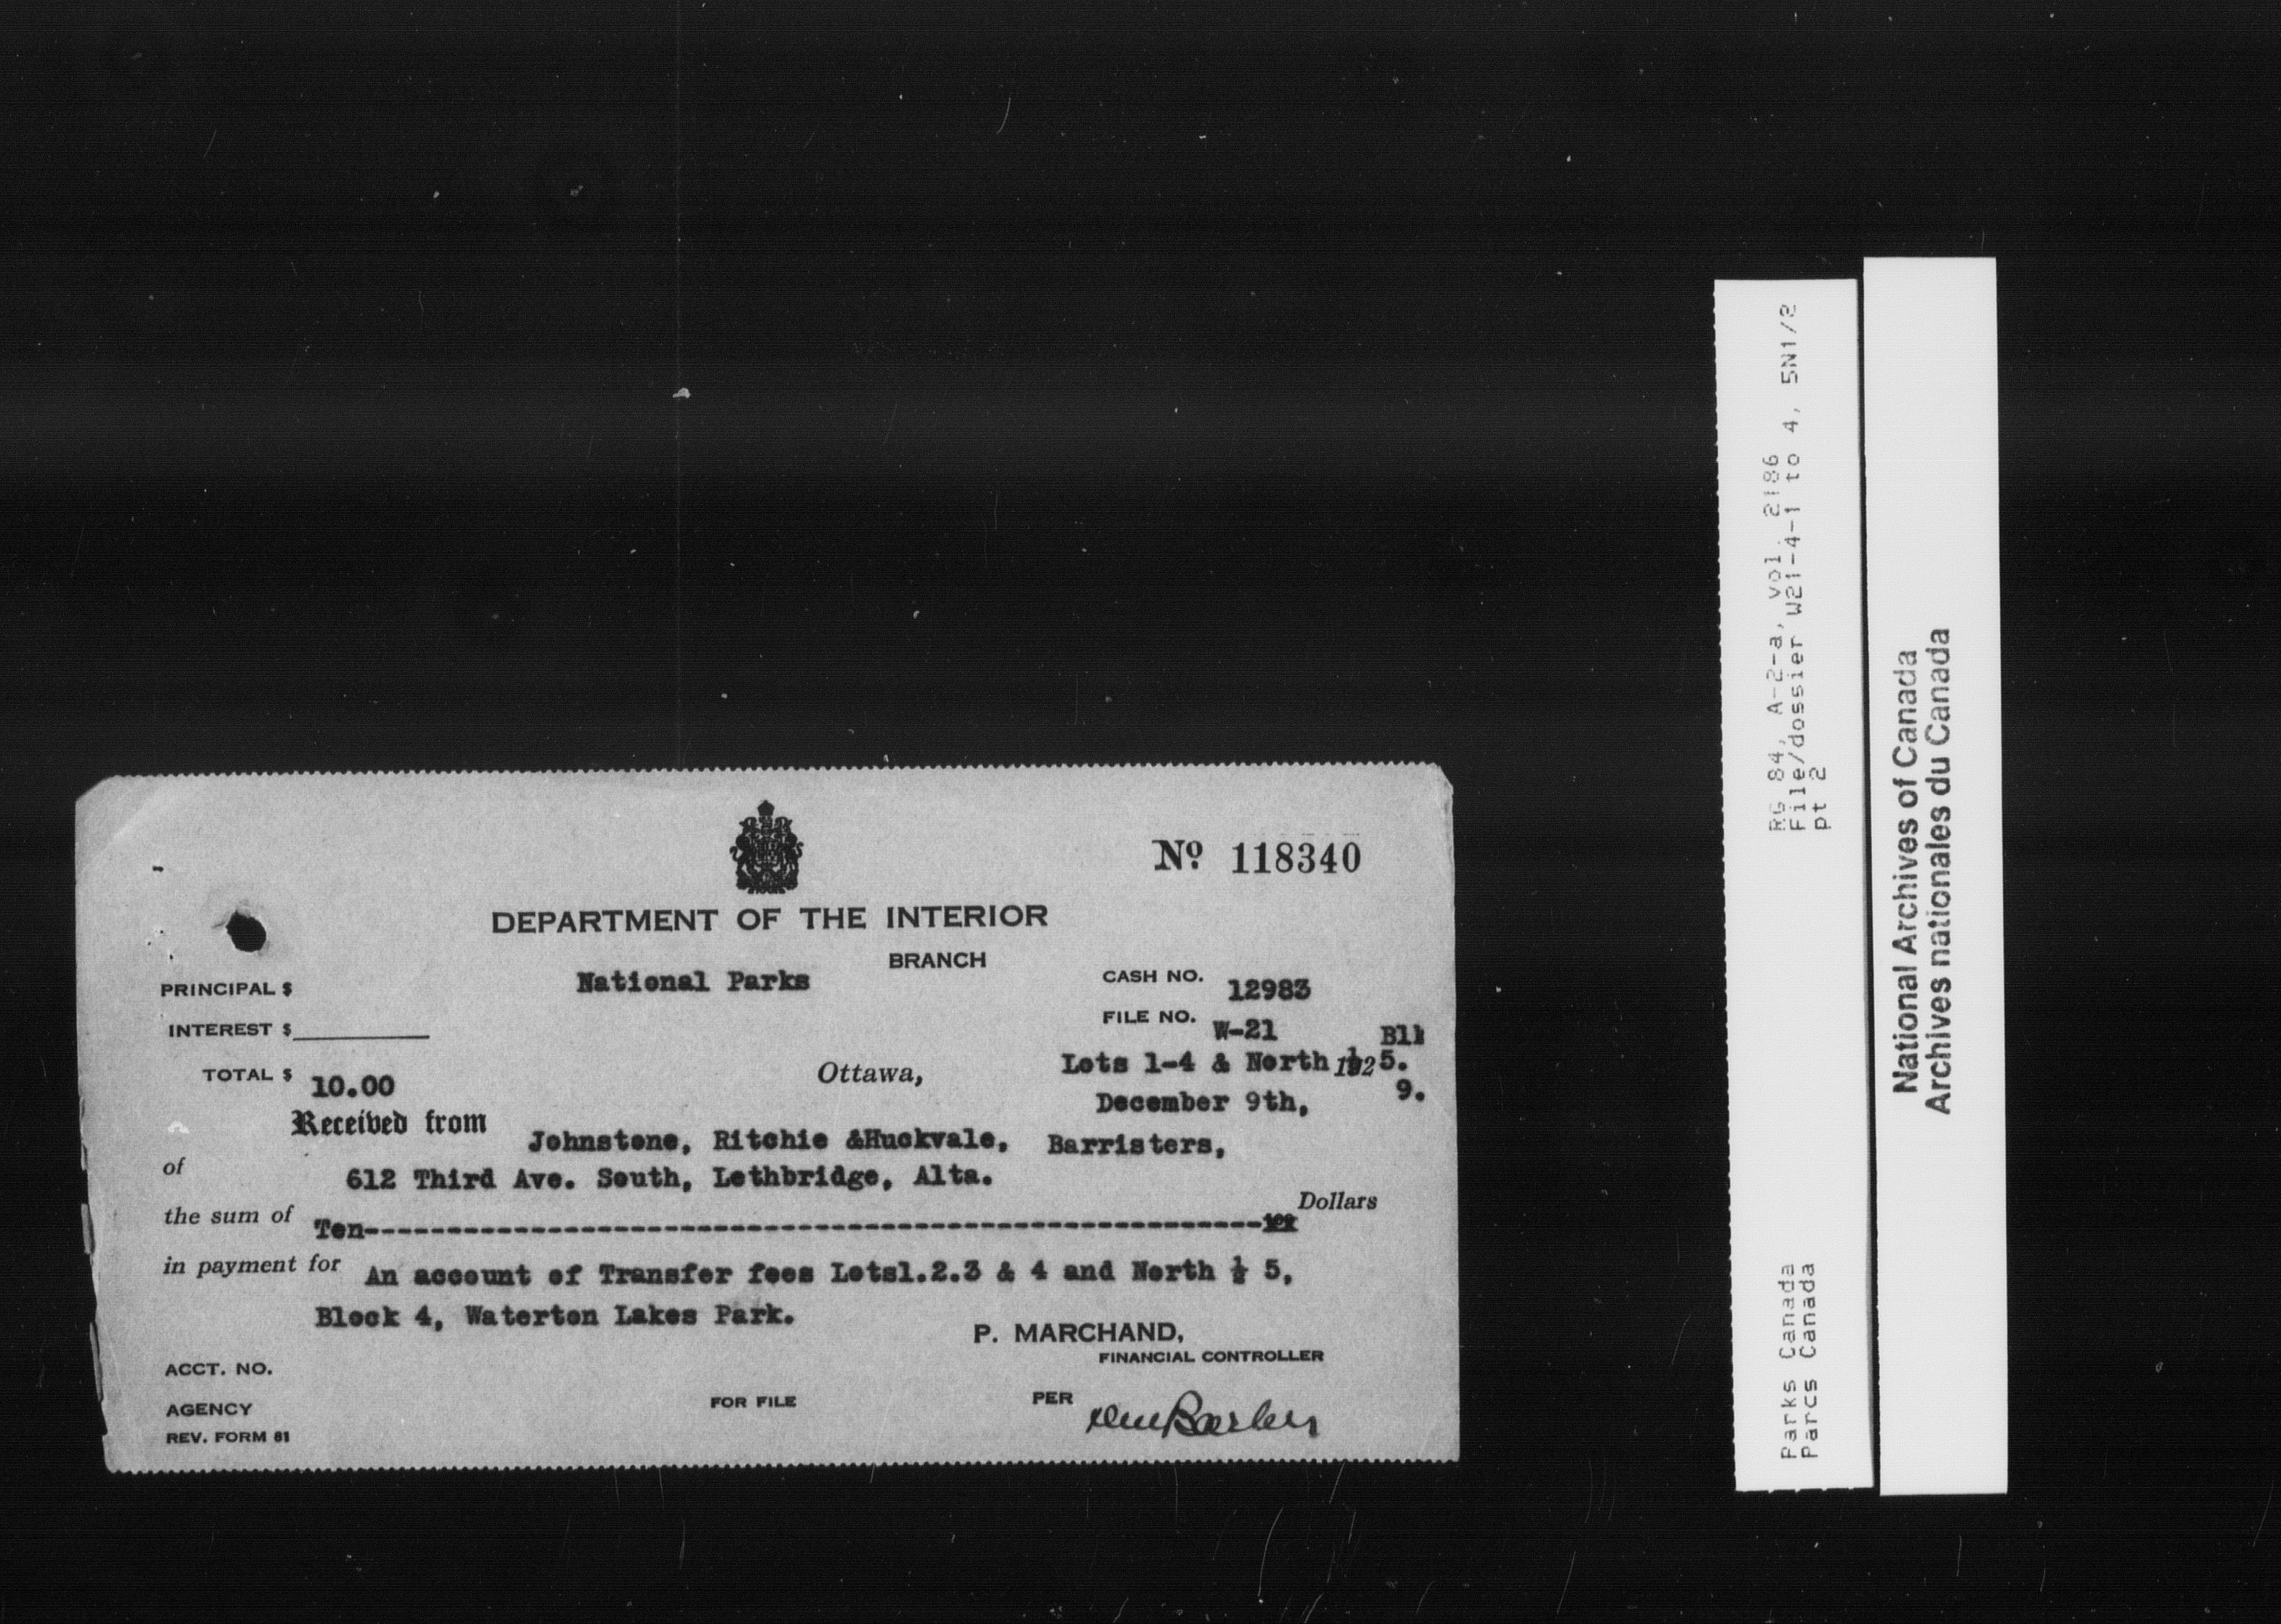 Nº 118340
DEPARTMENT OF THE INTERIOR
BRANCH
National Parks
PRINCIPAL $
CASH NO. 12983
INTEREST $
FILE NO. W-21
Lots 1-4 & North ½ 5.
TOTAL $ 10.00
Ottawa, December 9th, 192 9.
Received from Johnstone, Ritchie &Huckvale, Barristers,
of 612 Third Ave. South, Lethbridge, Alta.
the sum of Ten---------- Dollars
in payment for An account of Transfer fees Lots1.2.3 & 4 and North ½ 5,
Block 4, Waterton Lakes Park.
P. MARCHAND,
FINANCIAL CONTROLLER
ACCT. NO.
AGENCY
FOR FILE
PER
REV. FORM 81
RG 84, A-2-a, vol. 2186
File/dossier W21-4-1 to 4, 5N1/2
pt 2
Parks Canada
Parcs Canada
National Archives of Canada
Archives nationales du Canada